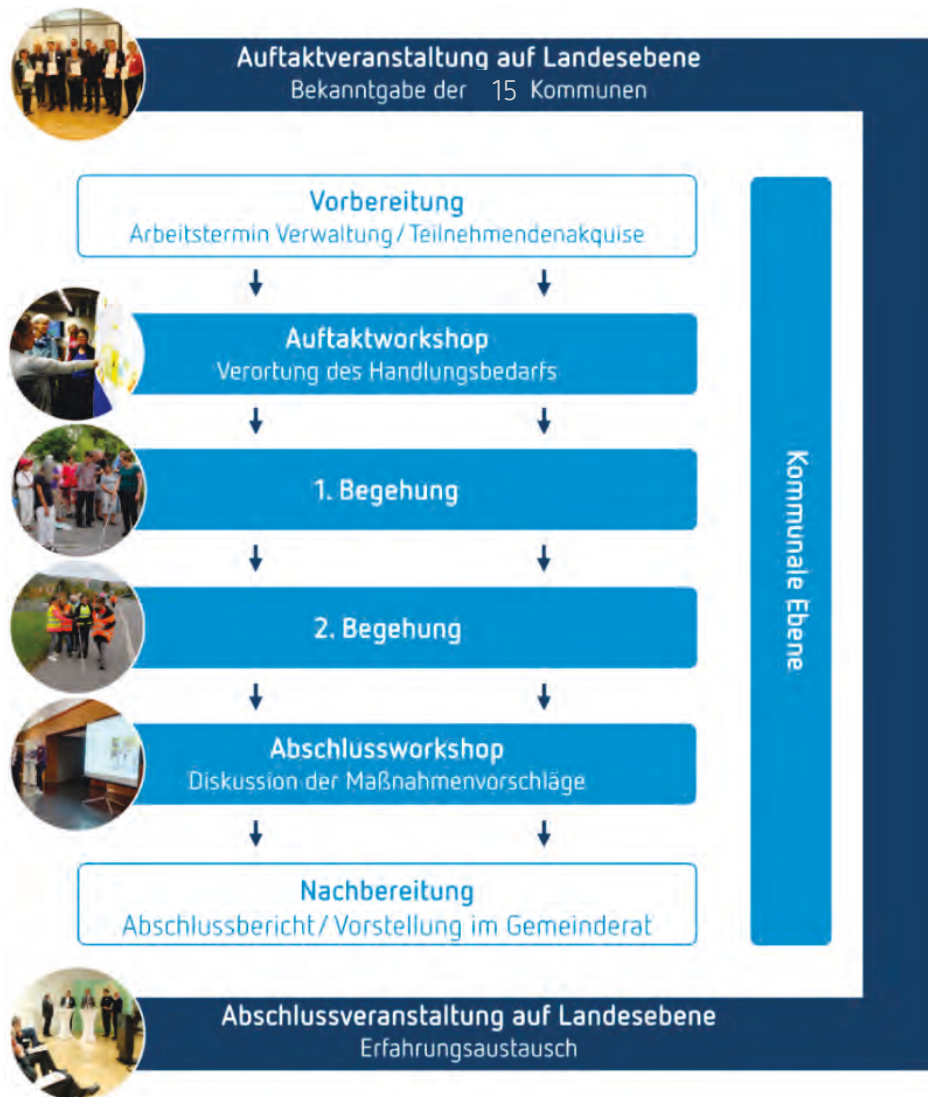 Auftaktveranstaltung auf Landesebene
Bekanntgabe der 15 Kommunen
Vorbereitung
Arbeitstermin Verwaltung / Teilnehmendenakquise
Auftaktworkshop
Verortung des Handlungsbedarfs
1. Begehung
2. Begehung
Abschlussworkshop
Diskussion der Maßnahmenvorschläge
Nachbereitung
Abschlussbericht / Vorstellung im Gemeinderat
Kommunale Ebene
Abschlussveranstaltung auf Landesebene
Erfahrungsaustausch